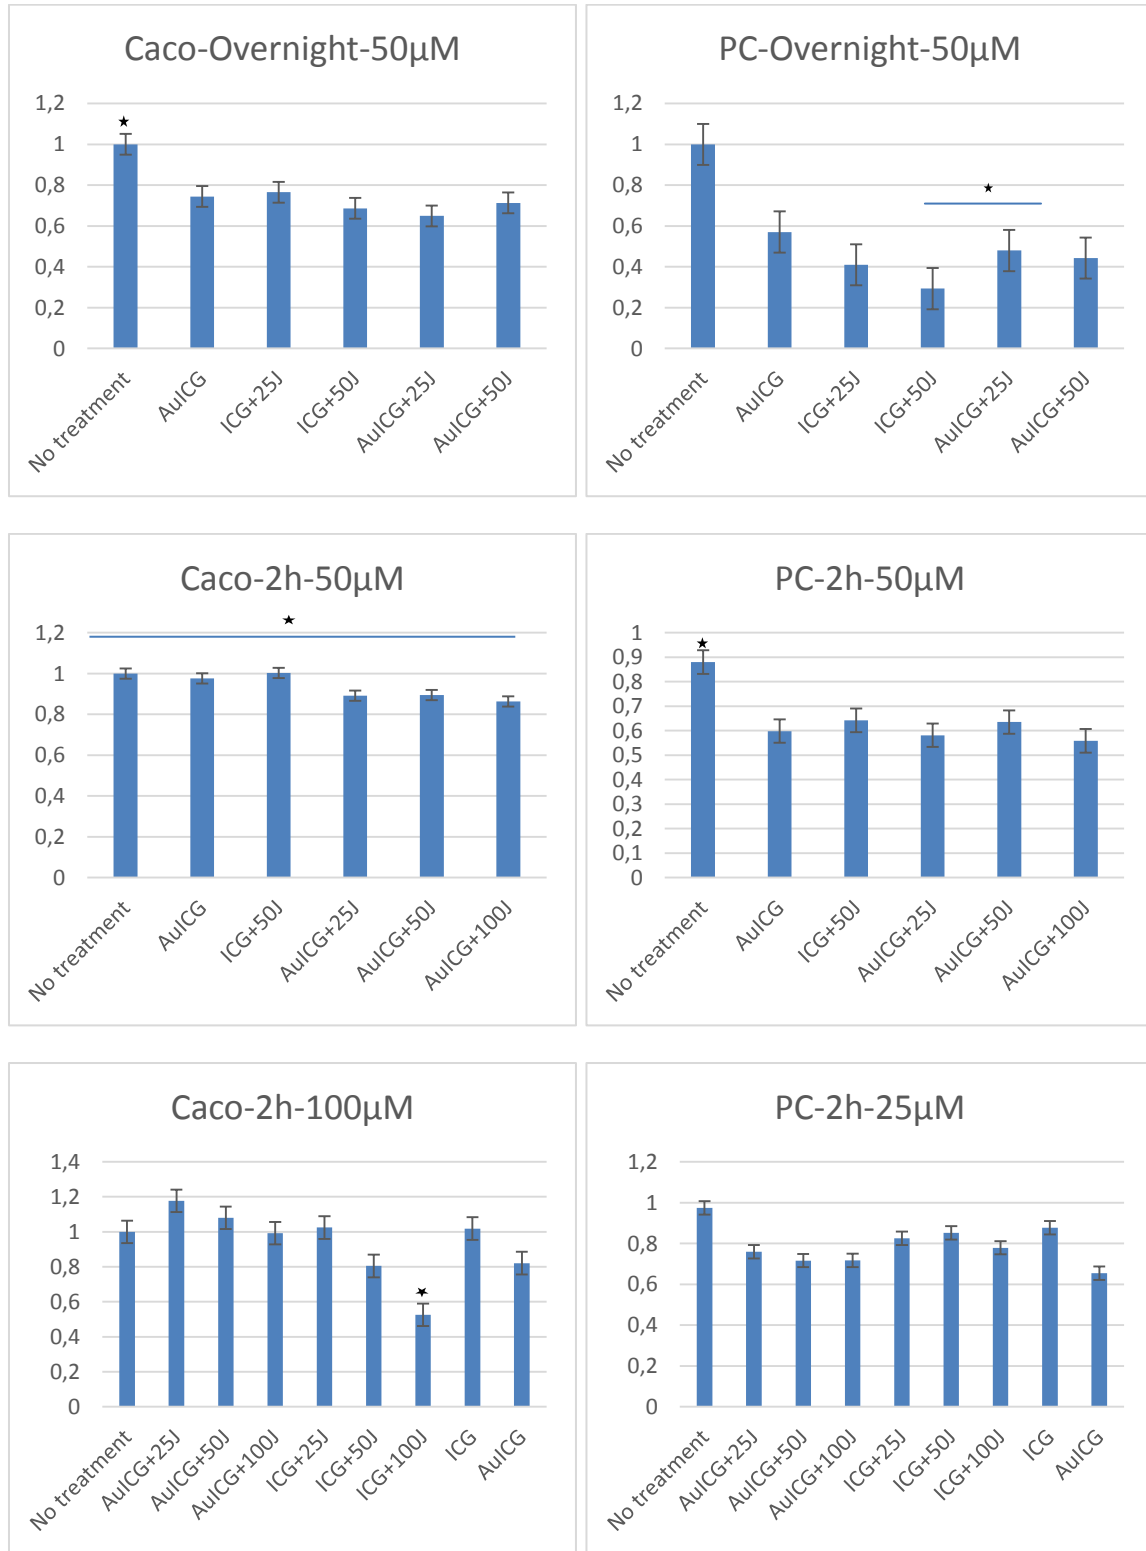 Caco-Overnight-50µM
1,2
1
0,8
0,6
0,4
0,2
0
No treatment
AuICG
ICG+25J
ICG+50J
AuICG+25J
AuICG+50J
PC-Overnight-50µM
1,2
1
0,8
0,6
0,4
0,2
0
No treatment
AuICG
ICG+25J
ICG+50J
AuICG+25J
AuICG+50J
Caco-2h-50µM
1,2
1
0,8
0,6
0,4
0,2
0
No treatment
AuICG
ICG+50J
AuICG+25J
AuICG+50J
AuICG+100J
PC-2h-50µM
1
0,9
0,8
0,7
0,6
0,5
0,4
0,3
0,2
0,1
0
No treatment
AuICG
ICG+50J
AuICG+25J
AuICG+50J
AuICG+100J
Caco-2h-100µM
1,4
1,2
1
0,8
0,6
0,4
0,2
0
No treatment
AuICG+25J
AuICG+50J
AuICG+100J
ICG+25J
ICG+50J
ICG+100J
ICG
AuICG
PC-2h-25µM
1,2
1
0,8
0,6
0,4
0,2
0
No treatment
AuICG+25J
AuICG+50J
AuICG+100J
ICG+25J
ICG+50J
ICG+100J
ICG
AuICG